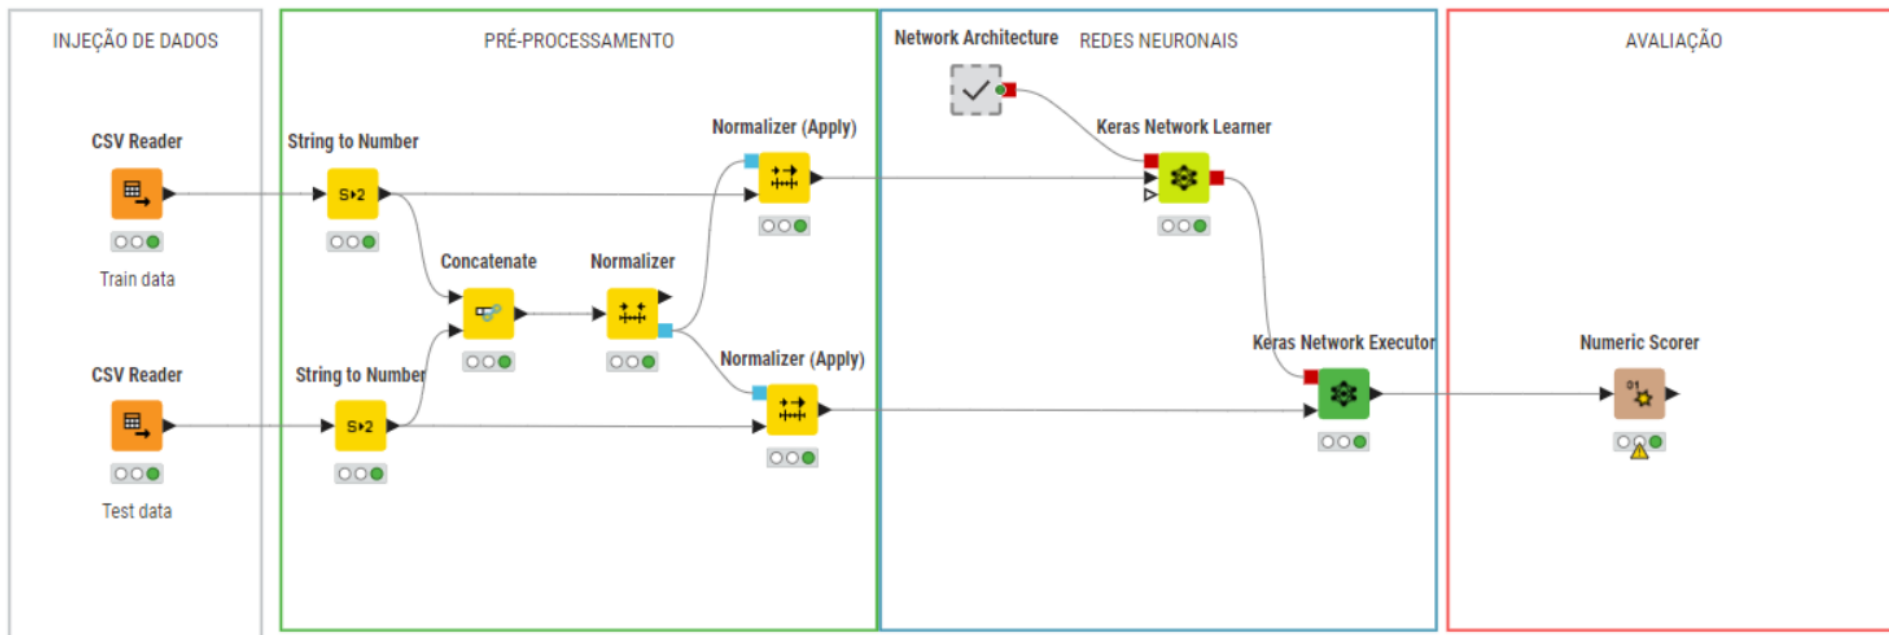 INJEÇÃO DE DADOS
PRÉ-PROCESSAMENTO
Network Architecture
REDES NEURONAIS
AVALIAÇÃO
CSV Reader
String to Number
Normalizer (Apply)
Keras Network Learner
S▸2
Train data
Concatenate
Normalizer
CSV Reader
String to Number
Normalizer (Apply)
Keras Network Executor
Numeric Scorer
S▸2
01
Test data